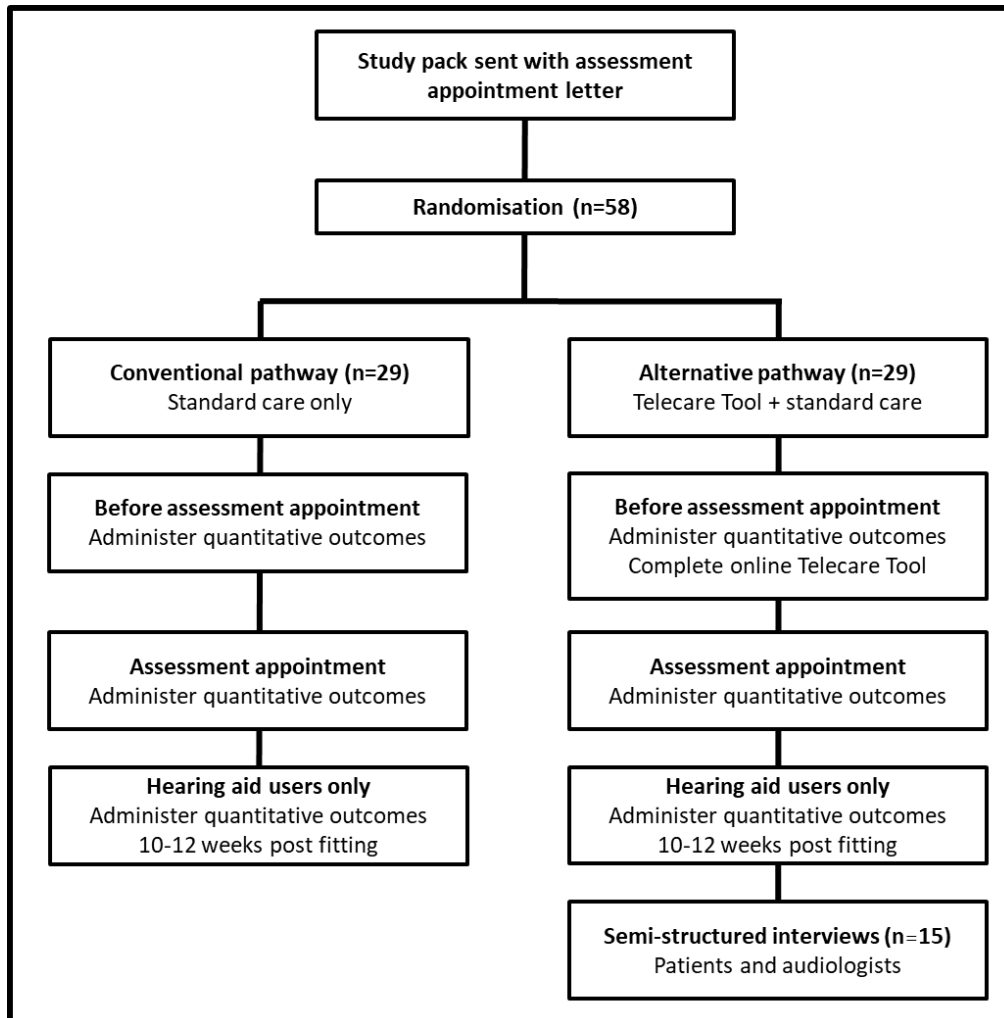 Study pack sent with assessment
appointment letter
Randomisation (n=58)
Conventional pathway (n=29)
Standard care only
Alternative pathway (n=29)
Telecare Tool + standard care
Before assessment appointment
Administer quantitative outcomes
Before assessment appointment
Administer quantitative outcomes
Complete online Telecare Tool
Assessment appointment
Administer quantitative outcomes
Assessment appointment
Administer quantitative outcomes
Hearing aid users only
Administer quantitative outcomes
10-12 weeks post fitting
Hearing aid users only
Administer quantitative outcomes
10-12 weeks post fitting
Semi-structured interviews (n=15)
Patients and audiologists